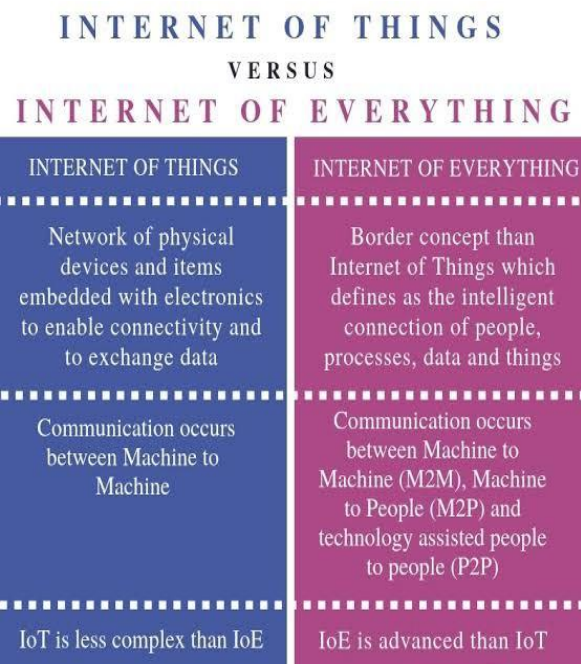 INTERNET OF THINGS
VERSUS
INTERNET OF EVERYTHING
INTERNET OF THINGS
INTERNET OF EVERYTHING
Network of physical
devices and items
embedded with electronics
to enable connectivity and
to exchange data
Border concept than
Internet of Things which
defines as the intelligent
connection of people,
processes, data and things
Communication occurs
between Machine to
Machine
Communication occurs
between Machine to
Machine (M2M), Machine
to People (M2P) and
technology assisted people
to people (P2P)
IoT is less complex than IoE
IoE is advanced than IoT